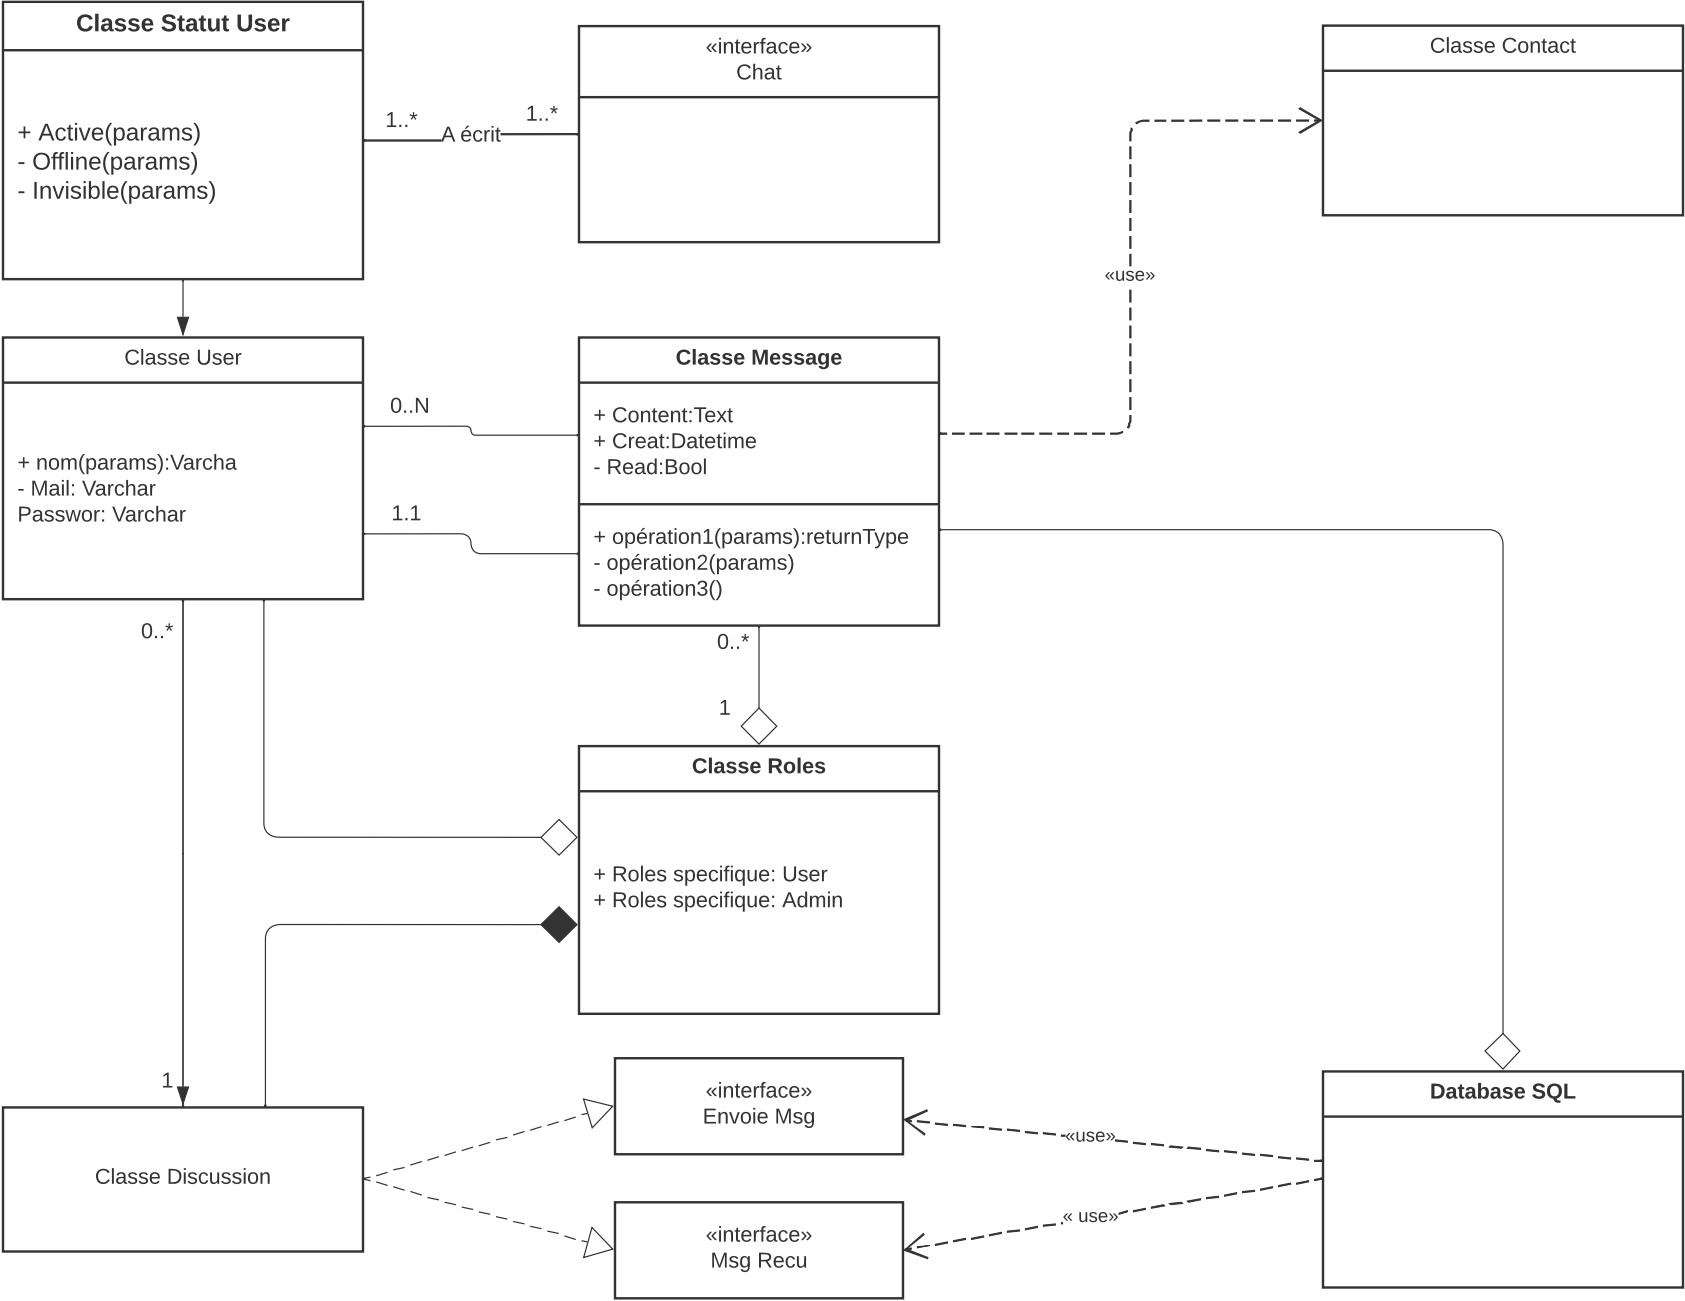 Classe Statut User
+ Active(params)
- Offline(params)
- Invisible(params)
1..*
A écrit
1..*
«interface»
Chat
Classe Contact
«use»
Classe User
+ nom(params):Varcha
- Mail: Varchar
Passwor: Varchar
0..N
1.1
Classe Message
+ Content:Text
+ Creat:Datetime
- Read:Bool
+ opération1(params):returnType
- opération2(params)
- opération3()
0..*
0..*
1
Classe Roles
+ Roles specifique: User
+ Roles specifique: Admin
1
Classe Discussion
«interface»
Envoie Msg
«interface»
Msg Recu
«use»
« use»
Database SQL